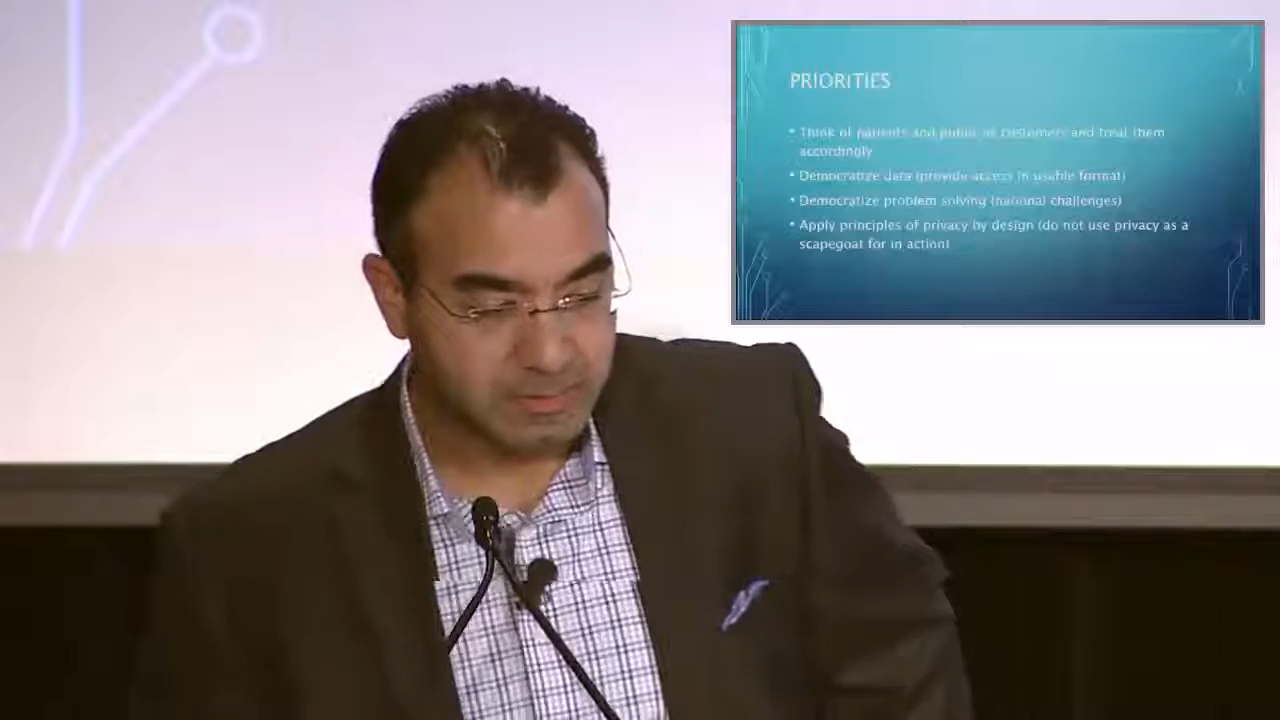 PRIORITIES
• Think of parents and public as customers and treat them
accordingly
• Democratize data (provide access in usable format)
• Democratize problem solving (national challenges)
• Apply principles of privacy by design (do not use privacy as a
scapegoat for in action)